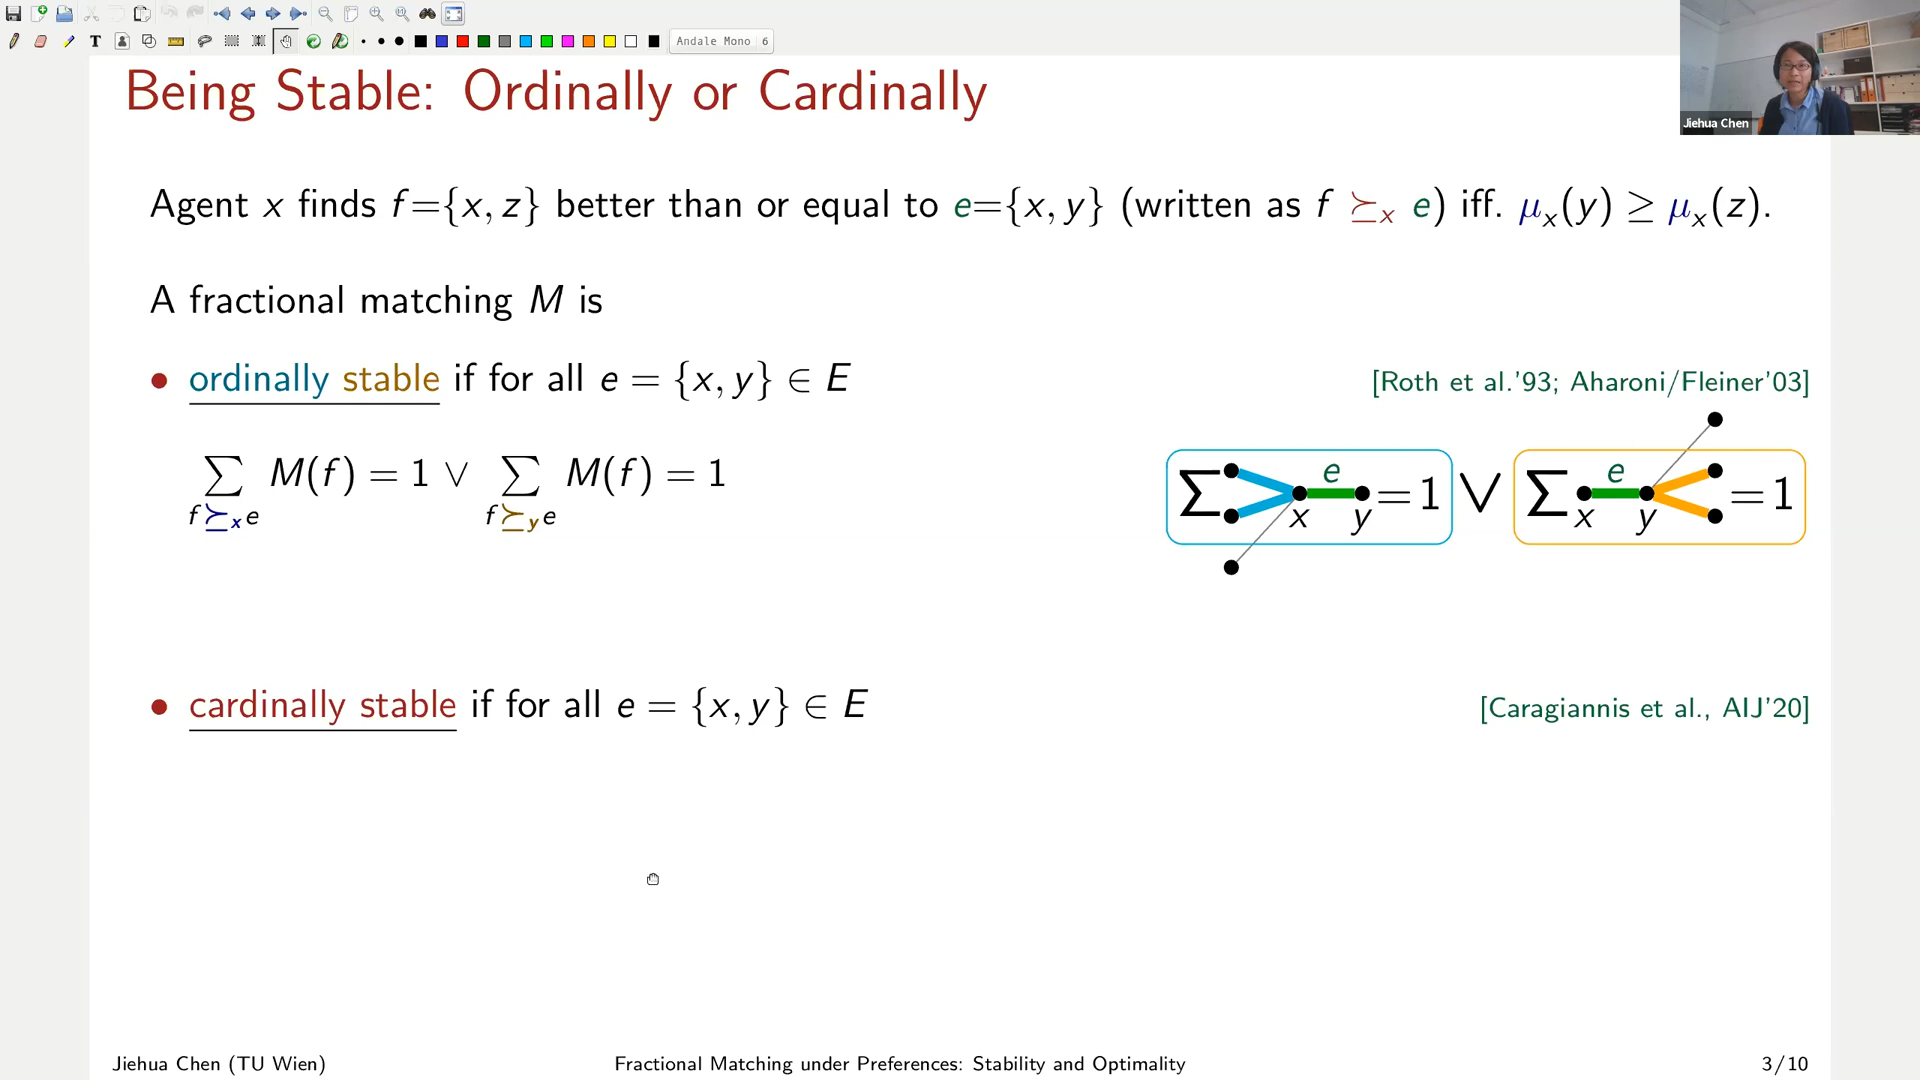 Andale Mono 6
Being Stable: Ordinally or Cardinally
Jiehua Chen
Agent x finds f={x, z} better than or equal to e={x, y} (written as f ⪰ₓ e) iff. μₓ(y) ≥ μₓ(z).
A fractional matching M is
• ordinally stable if for all e = {x, y} ∈ E [Roth et al.'93; Aharoni/Fleiner'03]
∑ M(f) = 1 ∨ ∑ M(f) = 1
f ⪰ₓ e f ⪰_y e
∑ e x y = 1 ∨ ∑ e x y = 1
• cardinally stable if for all e = {x, y} ∈ E [Caragiannis et al., AIJ'20]
Jiehua Chen (TU Wien) Fractional Matching under Preferences: Stability and Optimality 3/10